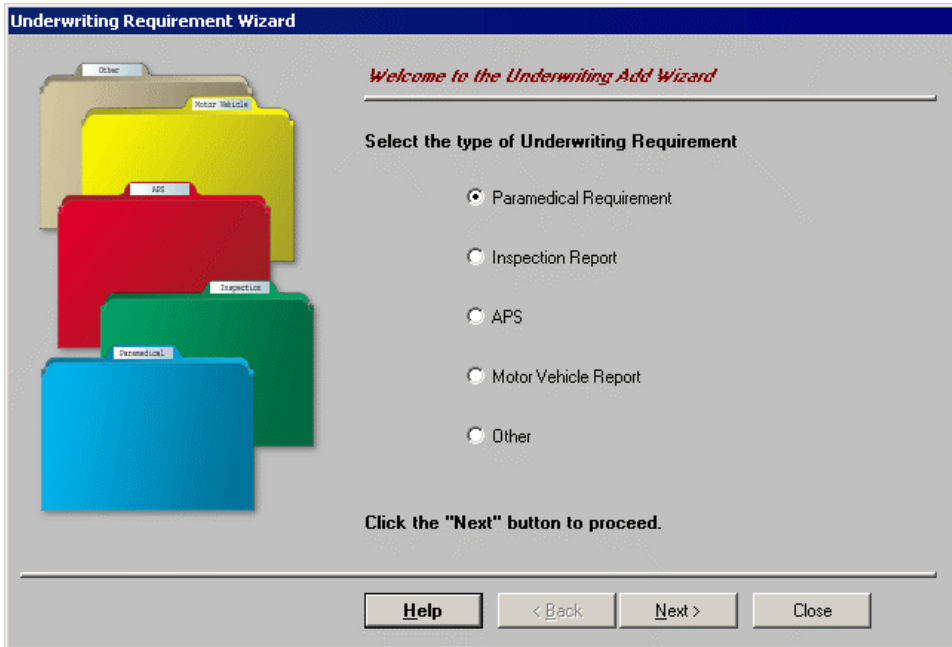 Underwriting Requirement Wizard
Other
Motor Vehicle
APS
Inspection
Paramedical
Welcome to the Underwriting Add Wizard
Select the type of Underwriting Requirement
Paramedical Requirement
Inspection Report
APS
Motor Vehicle Report
Other
Click the "Next" button to proceed.
Help < Back Next > Close